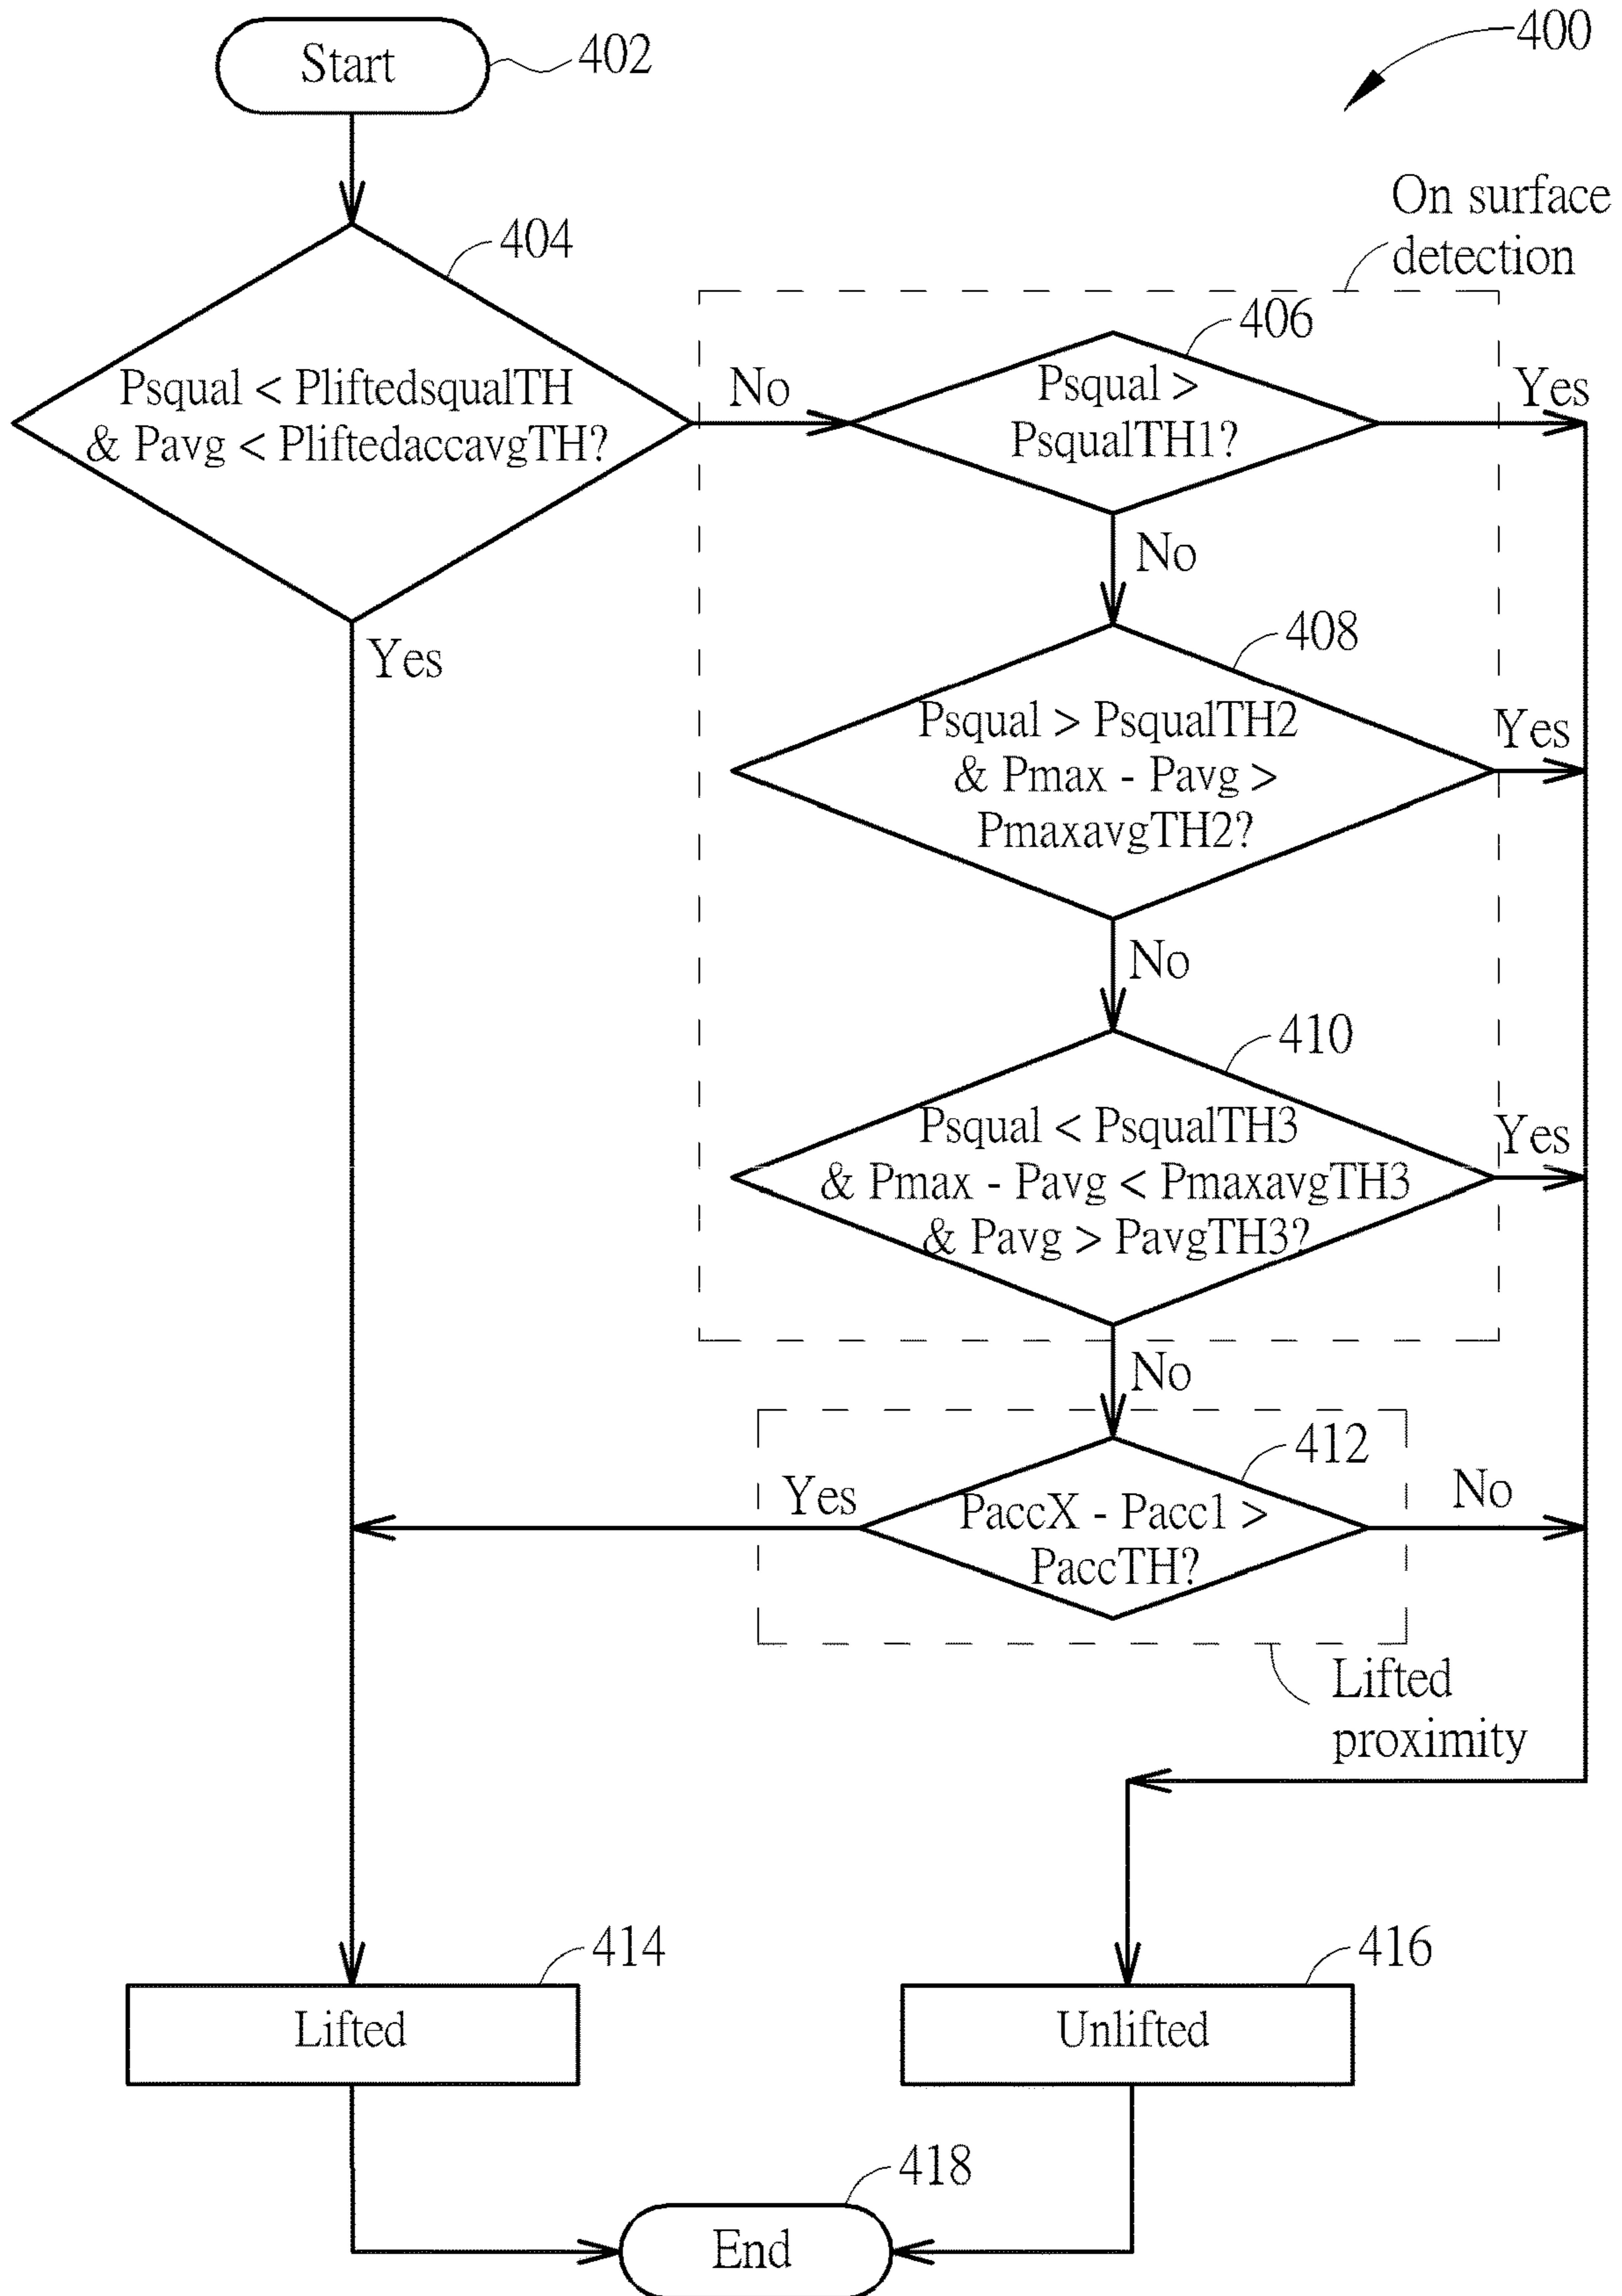 400
Start
402
On surface
detection
404
Psqual < PliftedsqualTH
& Pavg < PliftedaccavgTH?
No
406
Psqual >
PsqualTH1?
Yes
No
Yes
408
Psqual > PsqualTH2
& Pmax - Pavg >
PmaxavgTH2?
Yes
No
410
Psqual < PsqualTH3
& Pmax - Pavg < PmaxavgTH3
& Pavg > PavgTH3?
Yes
No
412
Yes
PaccX - Pacc1 >
PaccTH?
No
Lifted
proximity
414
Lifted
416
Unlifted
418
End